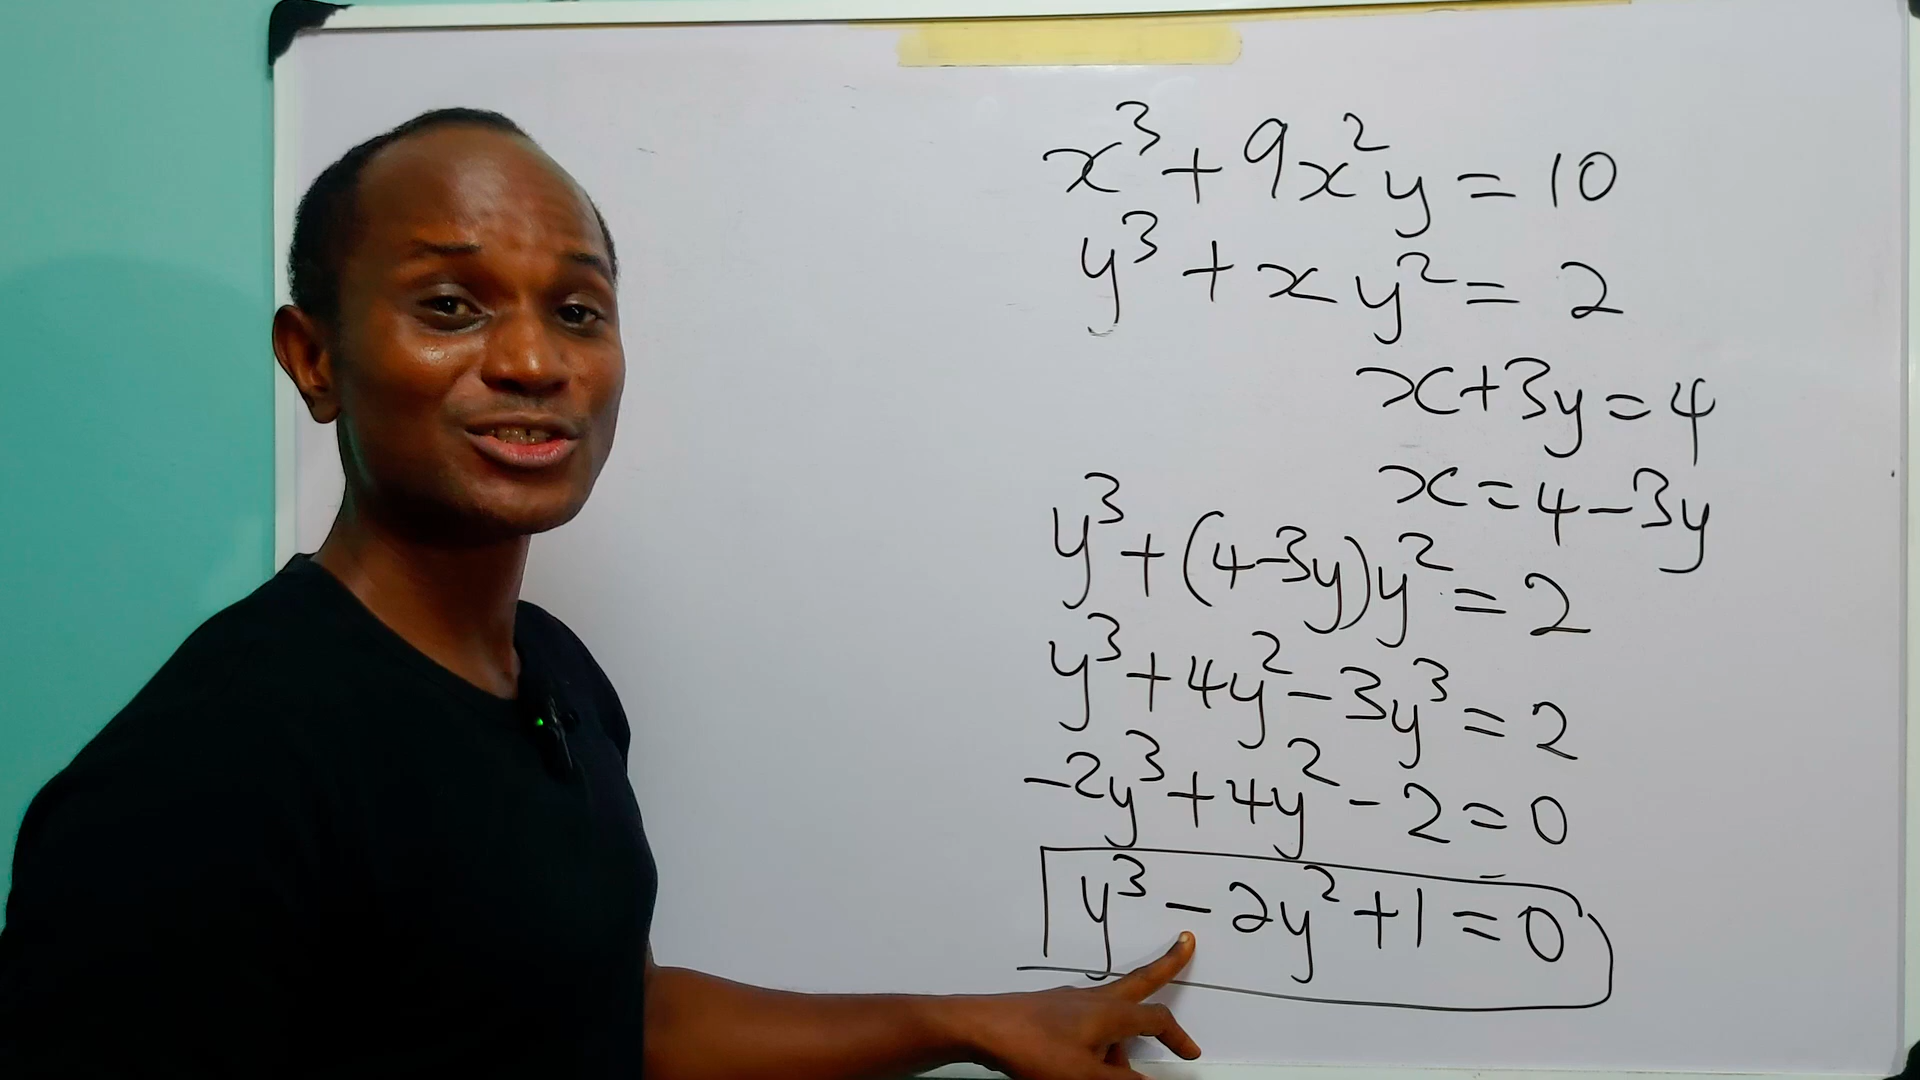 x³ + 9x²y = 10
y³ + xy² = 2
x + 3y = 4
x = 4 - 3y
y³ + (4-3y)y² = 2
y³ + 4y² - 3y³ = 2
-2y³ + 4y² - 2 = 0
y³ - 2y² + 1 = 0